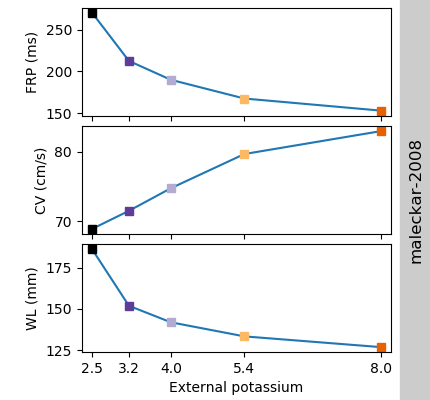 FRP (ms)
250
200
150
CV (cm/s)
80
70
WL (mm)
175
150
125
2.5 3.2 4.0 5.4 8.0
External potassium
maleckar-2008